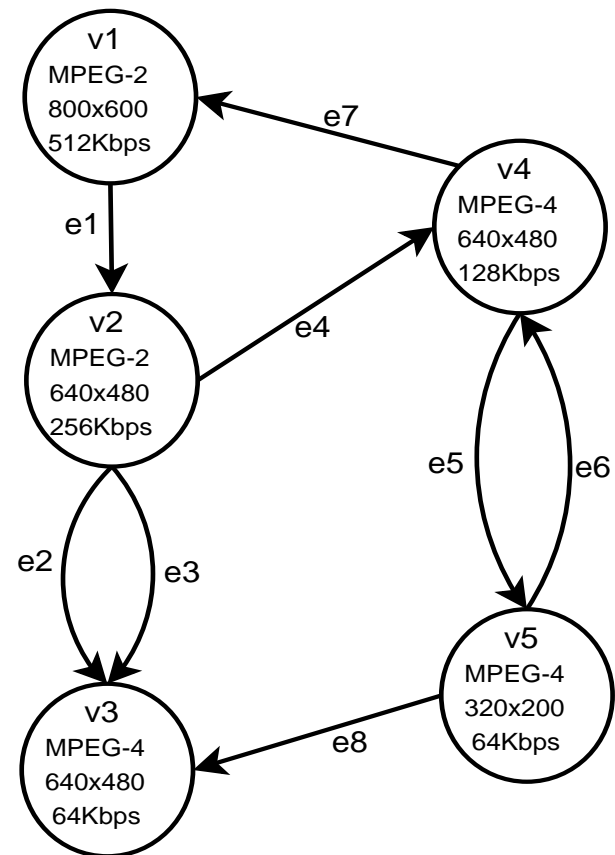 v1
MPEG-2
800x600
512Kbps
e7
v4
MPEG-4
640x480
128Kbps
e1
v2
MPEG-2
640x480
256Kbps
e4
e5
e6
e2
e3
v5
MPEG-4
320x200
64Kbps
v3
MPEG-4
640x480
64Kbps
e8